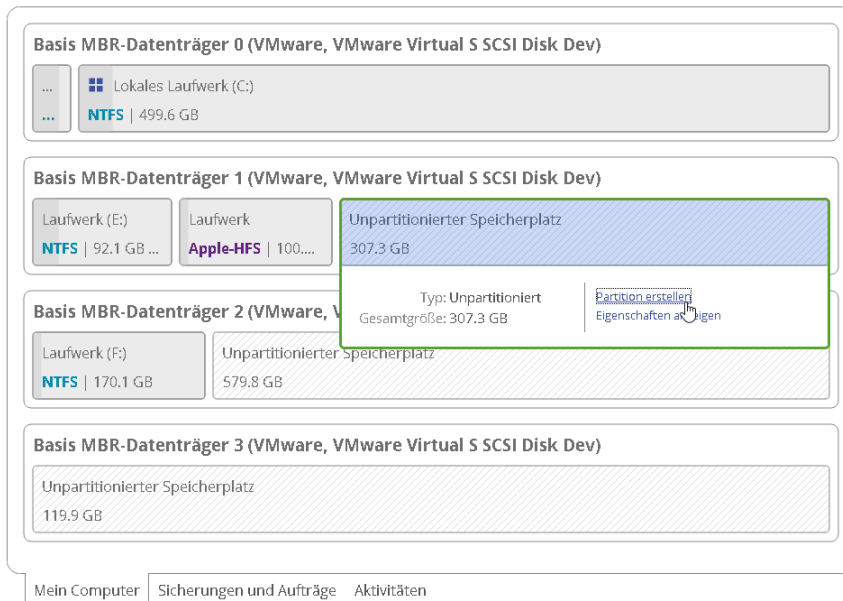 Basis MBR-Datenträger 0 (VMware, VMware Virtual S SCSI Disk Dev)
... Lokales Laufwerk (C:)
... NTFS | 499.6 GB
Basis MBR-Datenträger 1 (VMware, VMware Virtual S SCSI Disk Dev)
Laufwerk (E:) Laufwerk Unpartitionierter Speicherplatz
NTFS | 92.1 GB ... Apple-HFS | 100.... 307.3 GB
Typ: Unpartitioniert Partition erstellen
Gesamtgröße: 307.3 GB Eigenschaften anzeigen
Basis MBR-Datenträger 2 (VMware, V
Laufwerk (F:) Unpartitionierter Speicherplatz
NTFS | 170.1 GB 579.8 GB
Basis MBR-Datenträger 3 (VMware, VMware Virtual S SCSI Disk Dev)
Unpartitionierter Speicherplatz
119.9 GB
Mein Computer Sicherungen und Aufträge Aktivitäten